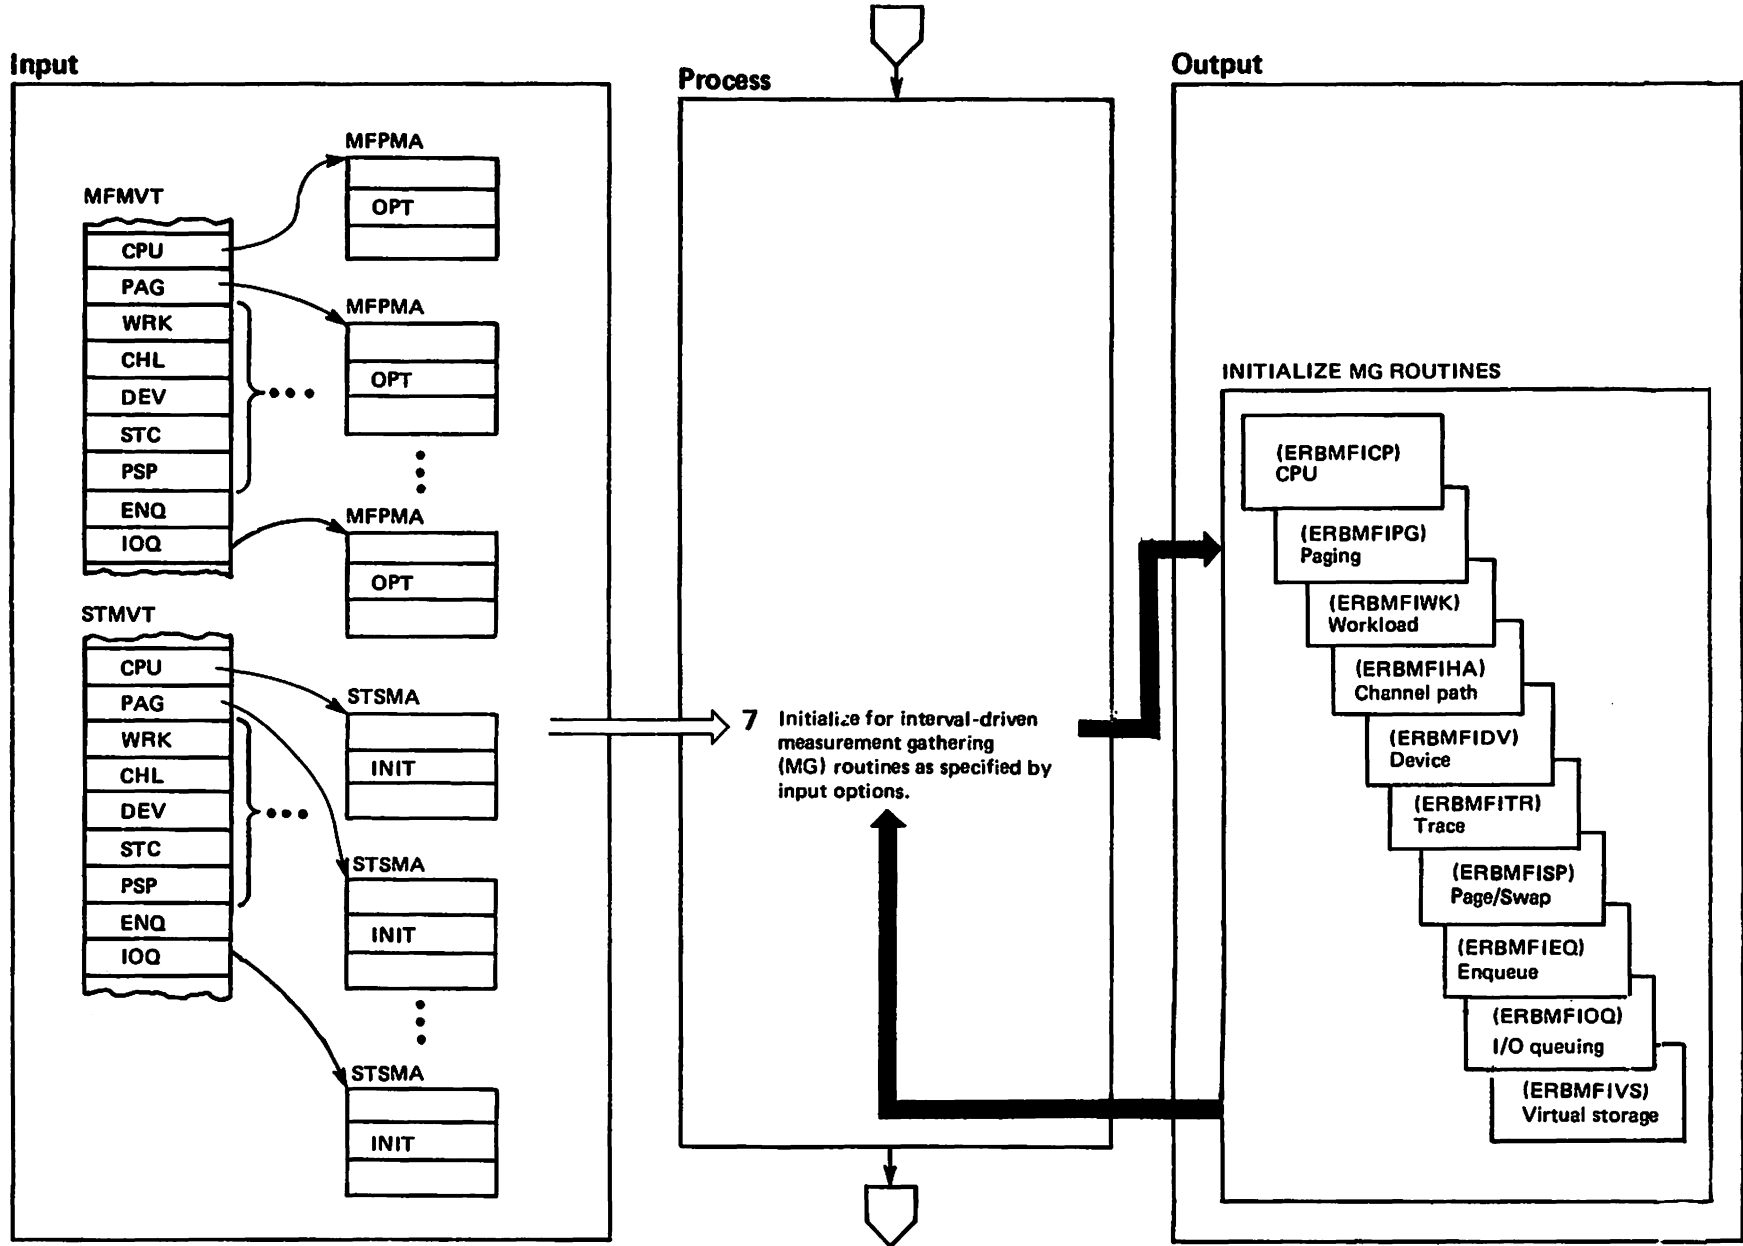 Input
MFMVT
CPU
PAG
WRK
CHL
DEV
STC
PSP
ENQ
IOQ
MFPMA
OPT
MFPMA
OPT
MFPMA
OPT
STMVT
CPU
PAG
WRK
CHL
DEV
STC
PSP
ENQ
IOQ
STSMA
INIT
STSMA
INIT
STSMA
INIT
Process
7 Initialize for interval-driven
measurement gathering
(MG) routines as specified by
input options.
Output
INITIALIZE MG ROUTINES
(ERBMFICP)
CPU
(ERBMFIPG)
Paging
(ERBMFIWK)
Workload
(ERBMFIHA)
Channel path
(ERBMFIDV)
Device
(ERBMFITR)
Trace
(ERBMFISP)
Page/Swap
(ERBMFIEQ)
Enqueue
(ERBMFIOQ)
I/O queuing
(ERBMFIVS)
Virtual storage